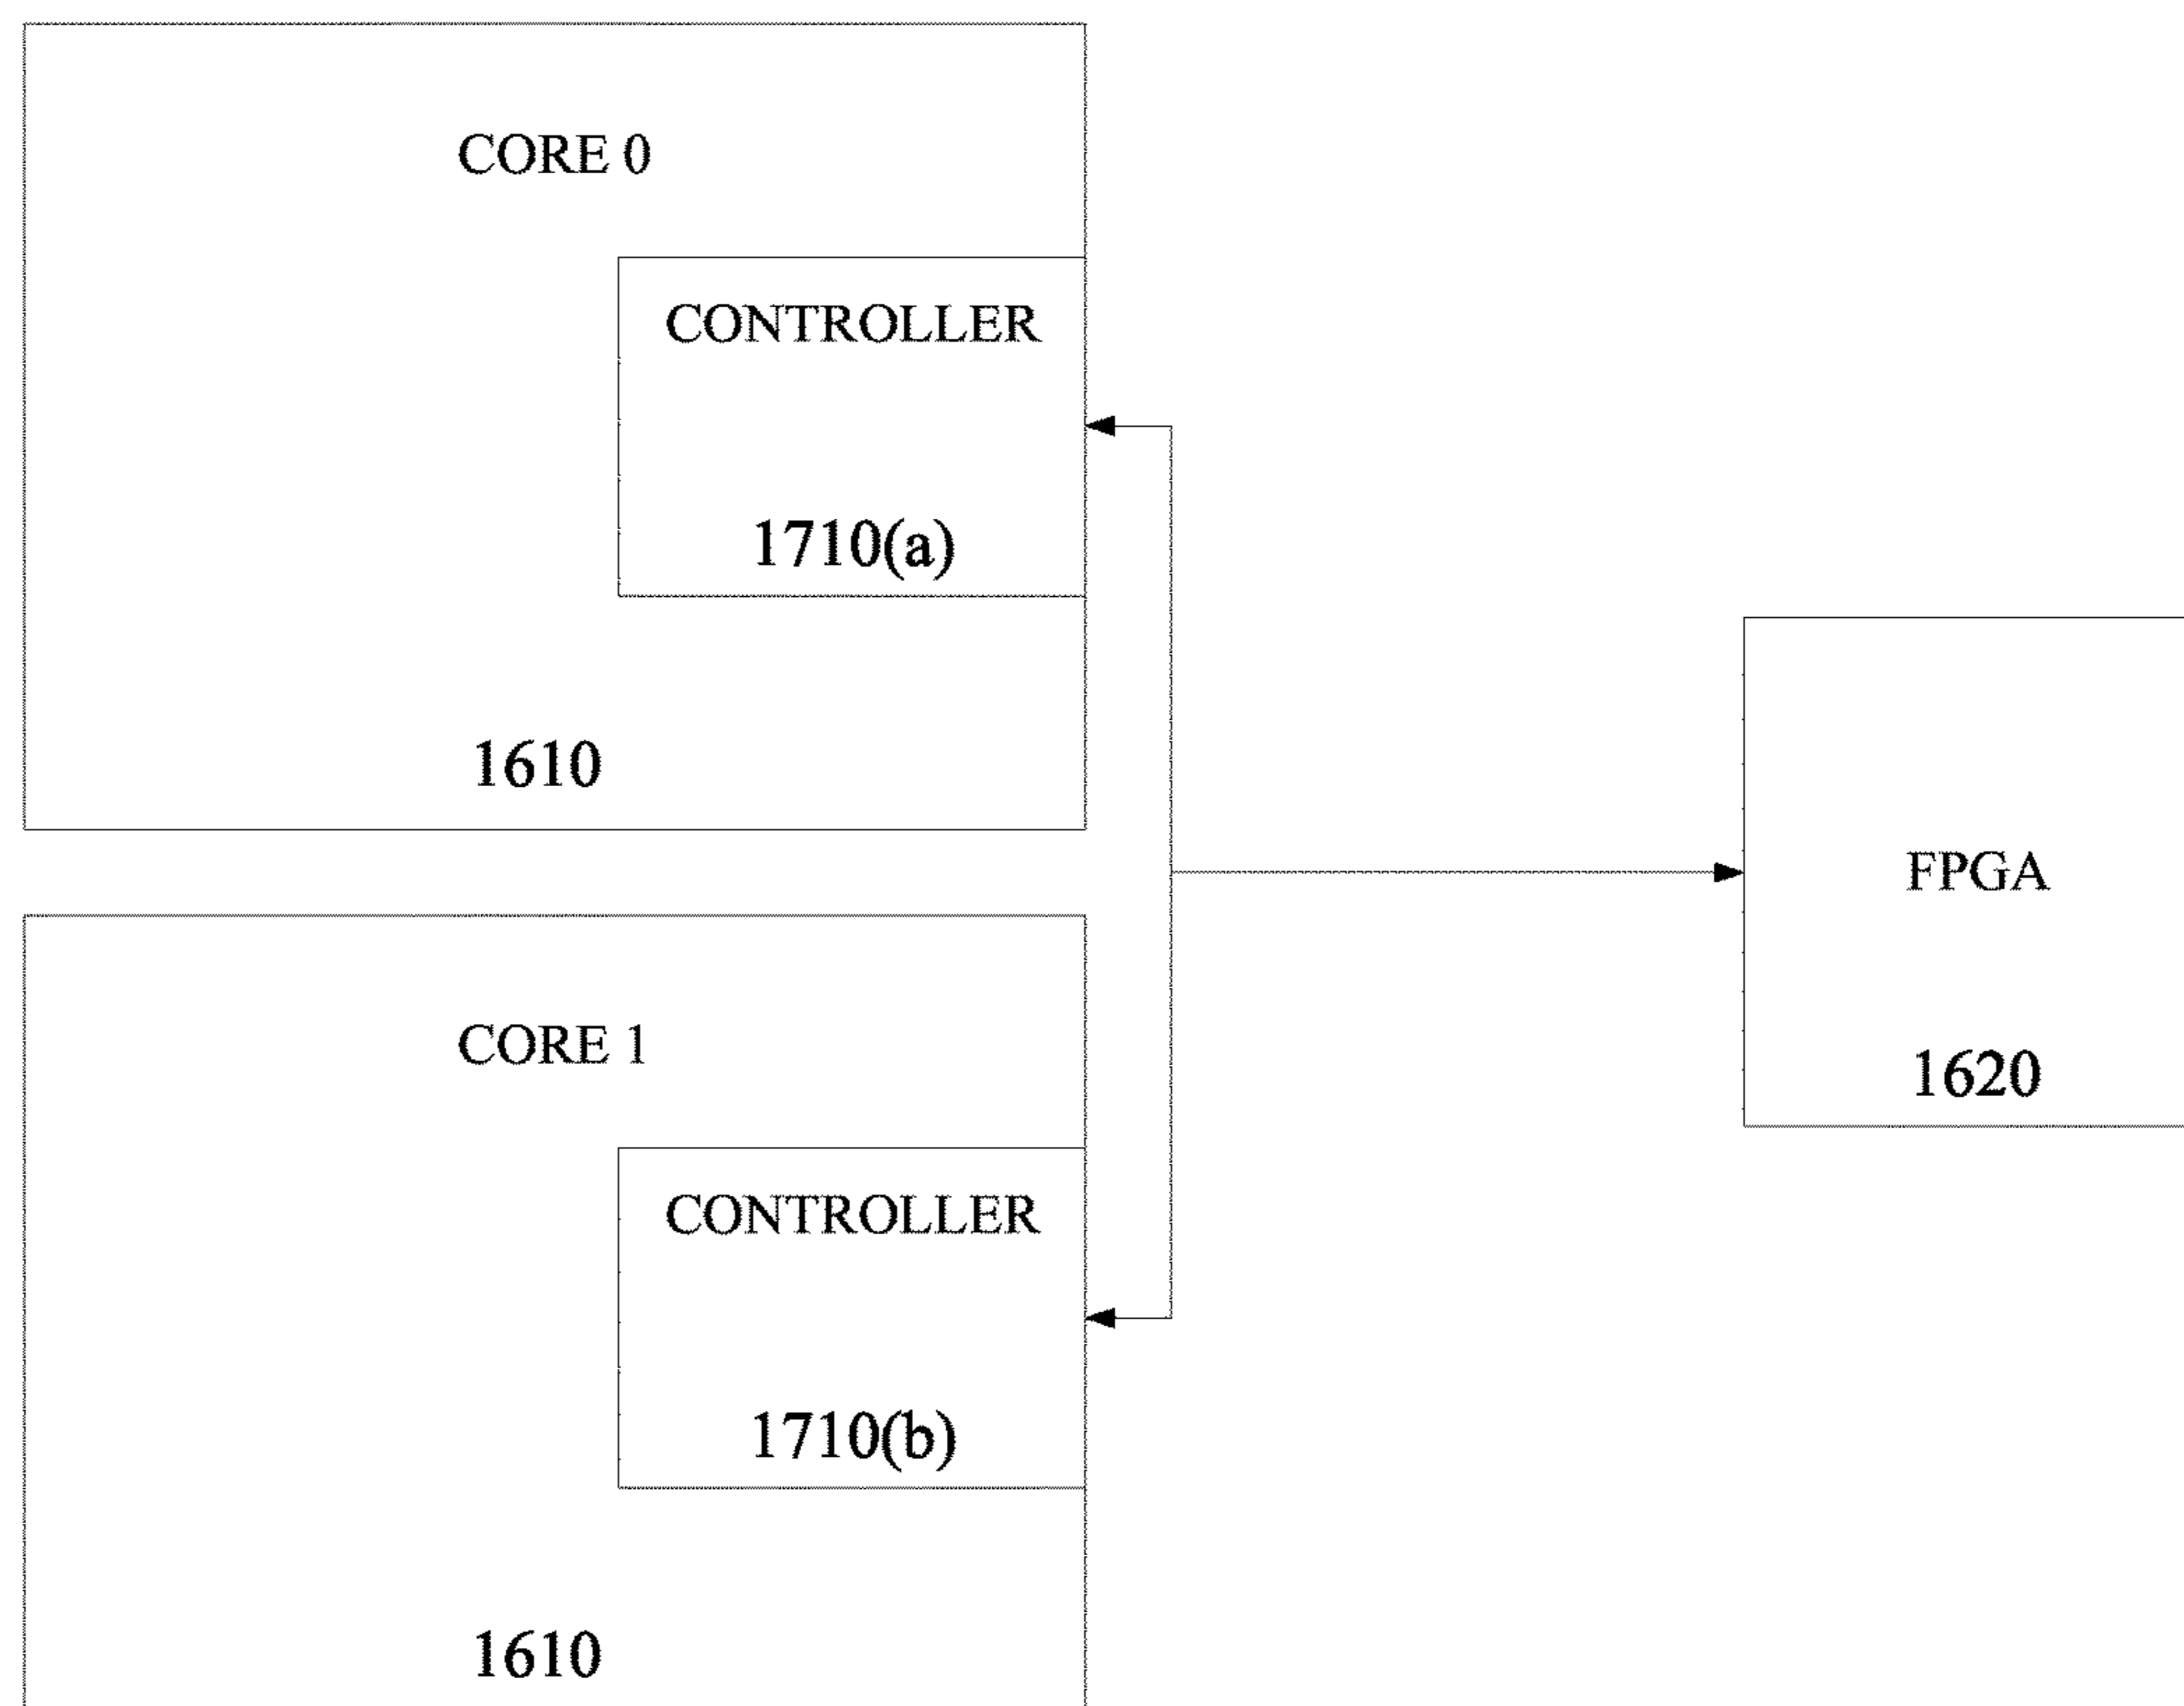 CORE 0
CONTROLLER
1710(a)
1610
FPGA
1620
CORE 1
CONTROLLER
1710(b)
1610